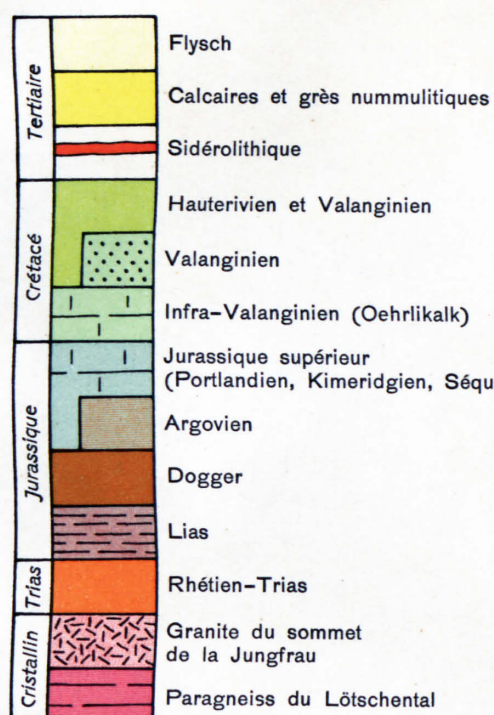 Tertiaire
Flysch
Calcaires et grès nummulitiques
Sidérolithique
Crétacé
Hauterivien et Valanginien
Valanginien
Infra-Valanginien (Oehrlikalk)
Jurassique
Jurassique supérieur
(Portlandien, Kimeridgien, Séqu
Argovien
Dogger
Lias
Trias
Rhétien-Trias
Cristallin
Granite du sommet
de la Jungfrau
Paragneiss du Lötschental